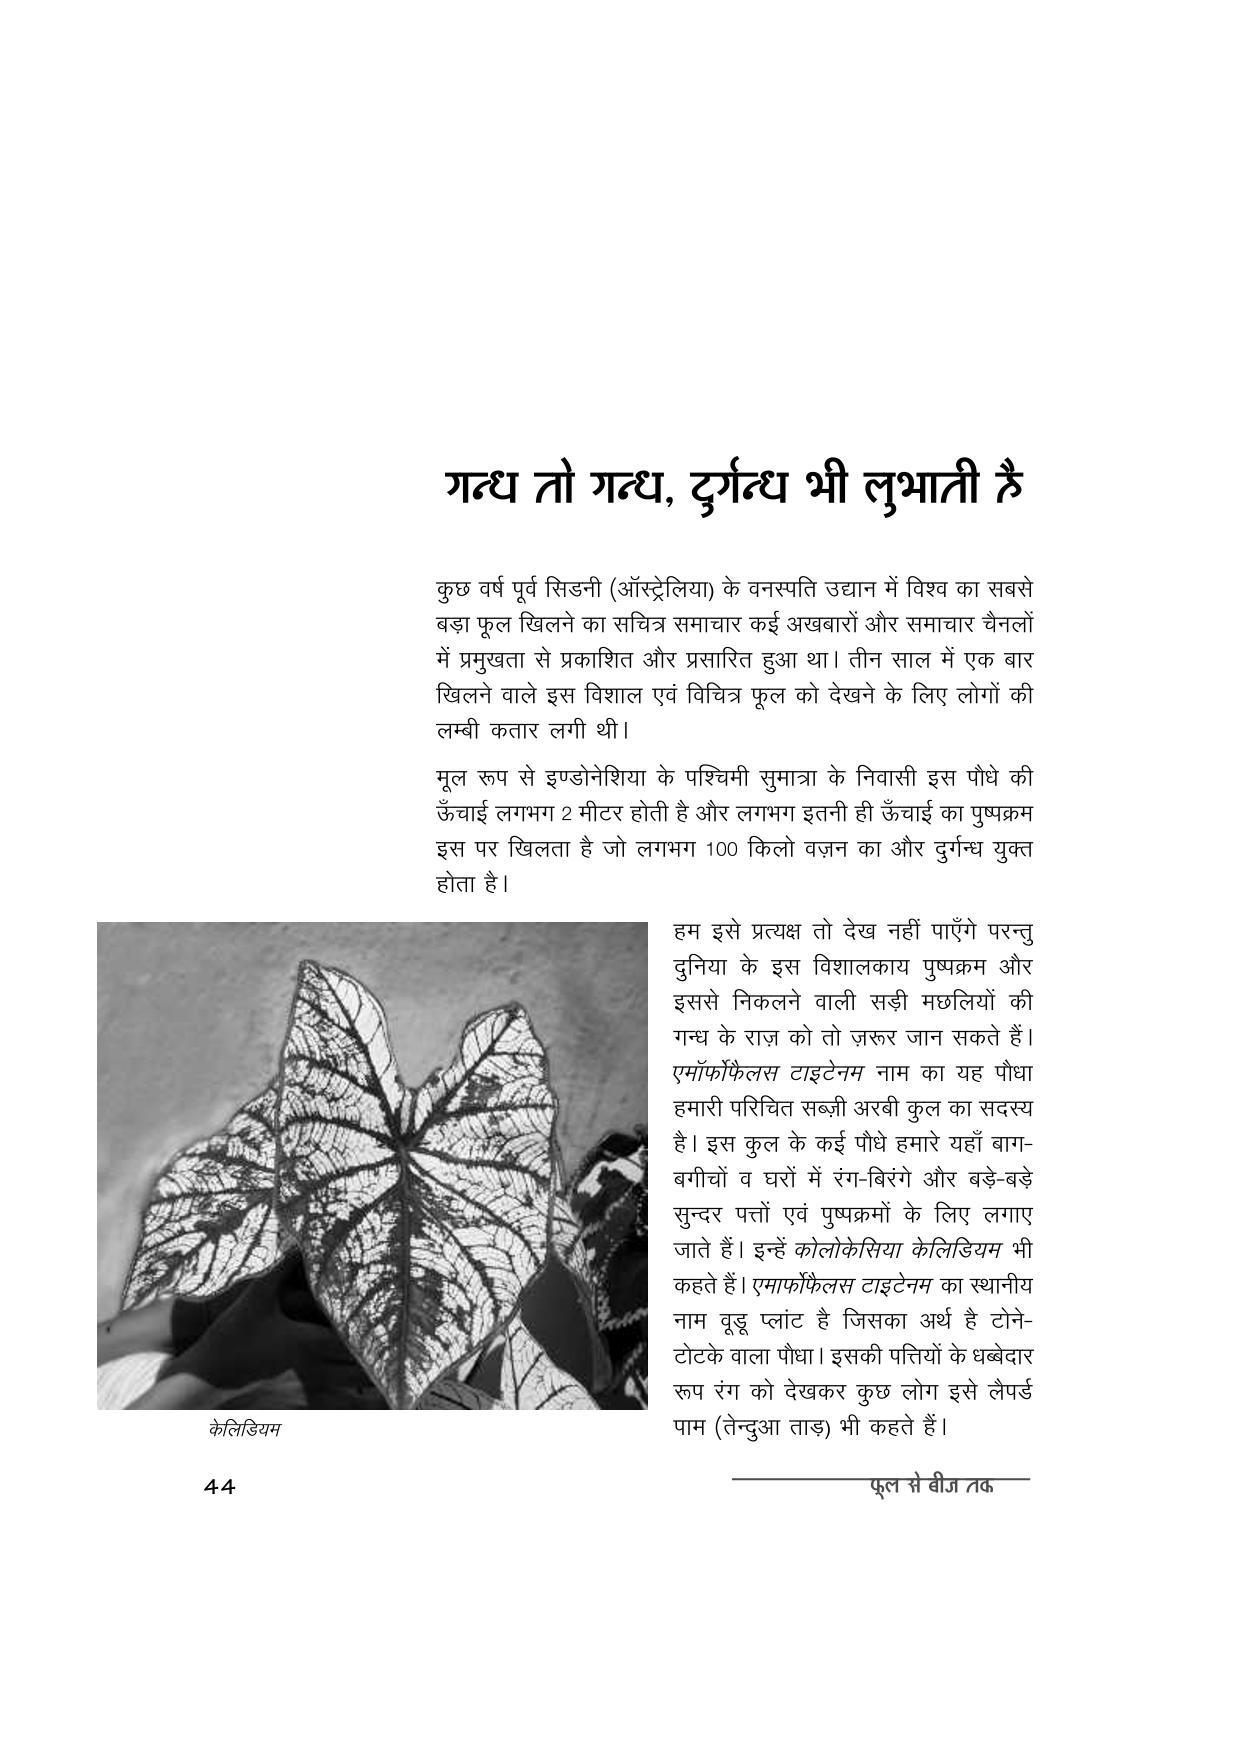 गन्ध तो गन्ध, दुर्गन्ध भी लुभाती है
कुछ वर्ष पूर्व सिडनी (ऑस्ट्रेलिया) के वनस्पति उद्यान में विश्व का सबसे
बड़ा फूल खिलने का सचित्र समाचार कई अखबारों और समाचार चैनलों
में प्रमुखता से प्रकाशित और प्रसारित हुआ था। तीन साल में एक बार
खिलने वाले इस विशाल एवं विचित्र फूल को देखने के लिए लोगों की
लम्बी कतार लगी थी।
मूल रूप से इण्डोनेशिया के पश्चिमी सुमात्रा के निवासी इस पौधे की
ऊँचाई लगभग 2 मीटर होती है और लगभग इतनी ही ऊँचाई का पुष्पक्रम
इस पर खिलता है जो लगभग 100 किलो वज़न का और दुर्गन्ध युक्त
होता है।
हम इसे प्रत्यक्ष तो देख नहीं पाएँगे परन्तु
दुनिया के इस विशालकाय पुष्पक्रम और
इससे निकलने वाली सड़ी मछलियों की
गन्ध के राज़ को तो ज़रूर जान सकते हैं।
एमॉर्फोफैलस टाइटेनम नाम का यह पौधा
हमारी परिचित सब्ज़ी अरबी कुल का सदस्य
है। इस कुल के कई पौधे हमारे यहाँ बाग-
बगीचों व घरों में रंग-बिरंगे और बड़े-बड़े
सुन्दर पत्तों एवं पुष्पक्रमों के लिए लगाए
जाते हैं। इन्हें कोलोकेसिया केलिडियम भी
कहते हैं। एमार्फोफैलस टाइटेनम का स्थानीय
नाम वूडू प्लांट है जिसका अर्थ है टोने-
टोटके वाला पौधा। इसकी पत्तियों के धब्बेदार
रूप रंग को देखकर कुछ लोग इसे लैपर्ड
पाम (तेन्दुआ ताड़) भी कहते हैं।
केलिडियम
44
फूल से बीज तक